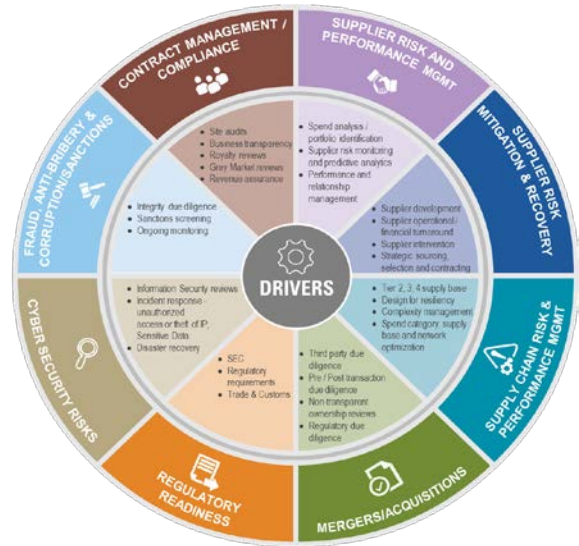 CONTRACT MANAGEMENT /
COMPLIANCE
SUPPLIER RISK AND
PERFORMANCE MGMT
SUPPLIER RISK
MITIGATION & RECOVERY
SUPPLY CHAIN RISK &
PERFORMANCE MGMT
MERGERS/ACQUISITIONS
REGULATORY
READINESS
CYBER SECURITY RISKS
FRAUD, ANTI-BRIBERY &
CORRUPTION/SANCTIONS
• Site audits
• Business transparency
• Royalty reviews
• Grey Market reviews
• Revenue assurance
• Spend analysis /
portfolio identification
• Supplier risk monitoring
and predictive analytics
• Performance and
relationship
management
• Supplier development
• Supplier operational/
financial turnaround
• Supplier intervention
• Strategic sourcing,
selection and contracting
• Tier 2, 3, 4 supply base
• Design for resiliency
• Complexity management
• Spend category, supply
base and network
optimization
• Third party due
diligence
• Pre / Post transaction
due diligence
• Non-transparent
ownership reviews
• Regulatory due
diligence
• SEC
• Regulatory
requirements
• Trade & Customs
• Information Security reviews
• Incident response -
unauthorized
access or theft of IP,
Sensitive Data
• Disaster recovery
• Integrity due diligence
• Sanctions screening
• Ongoing monitoring
DRIVERS